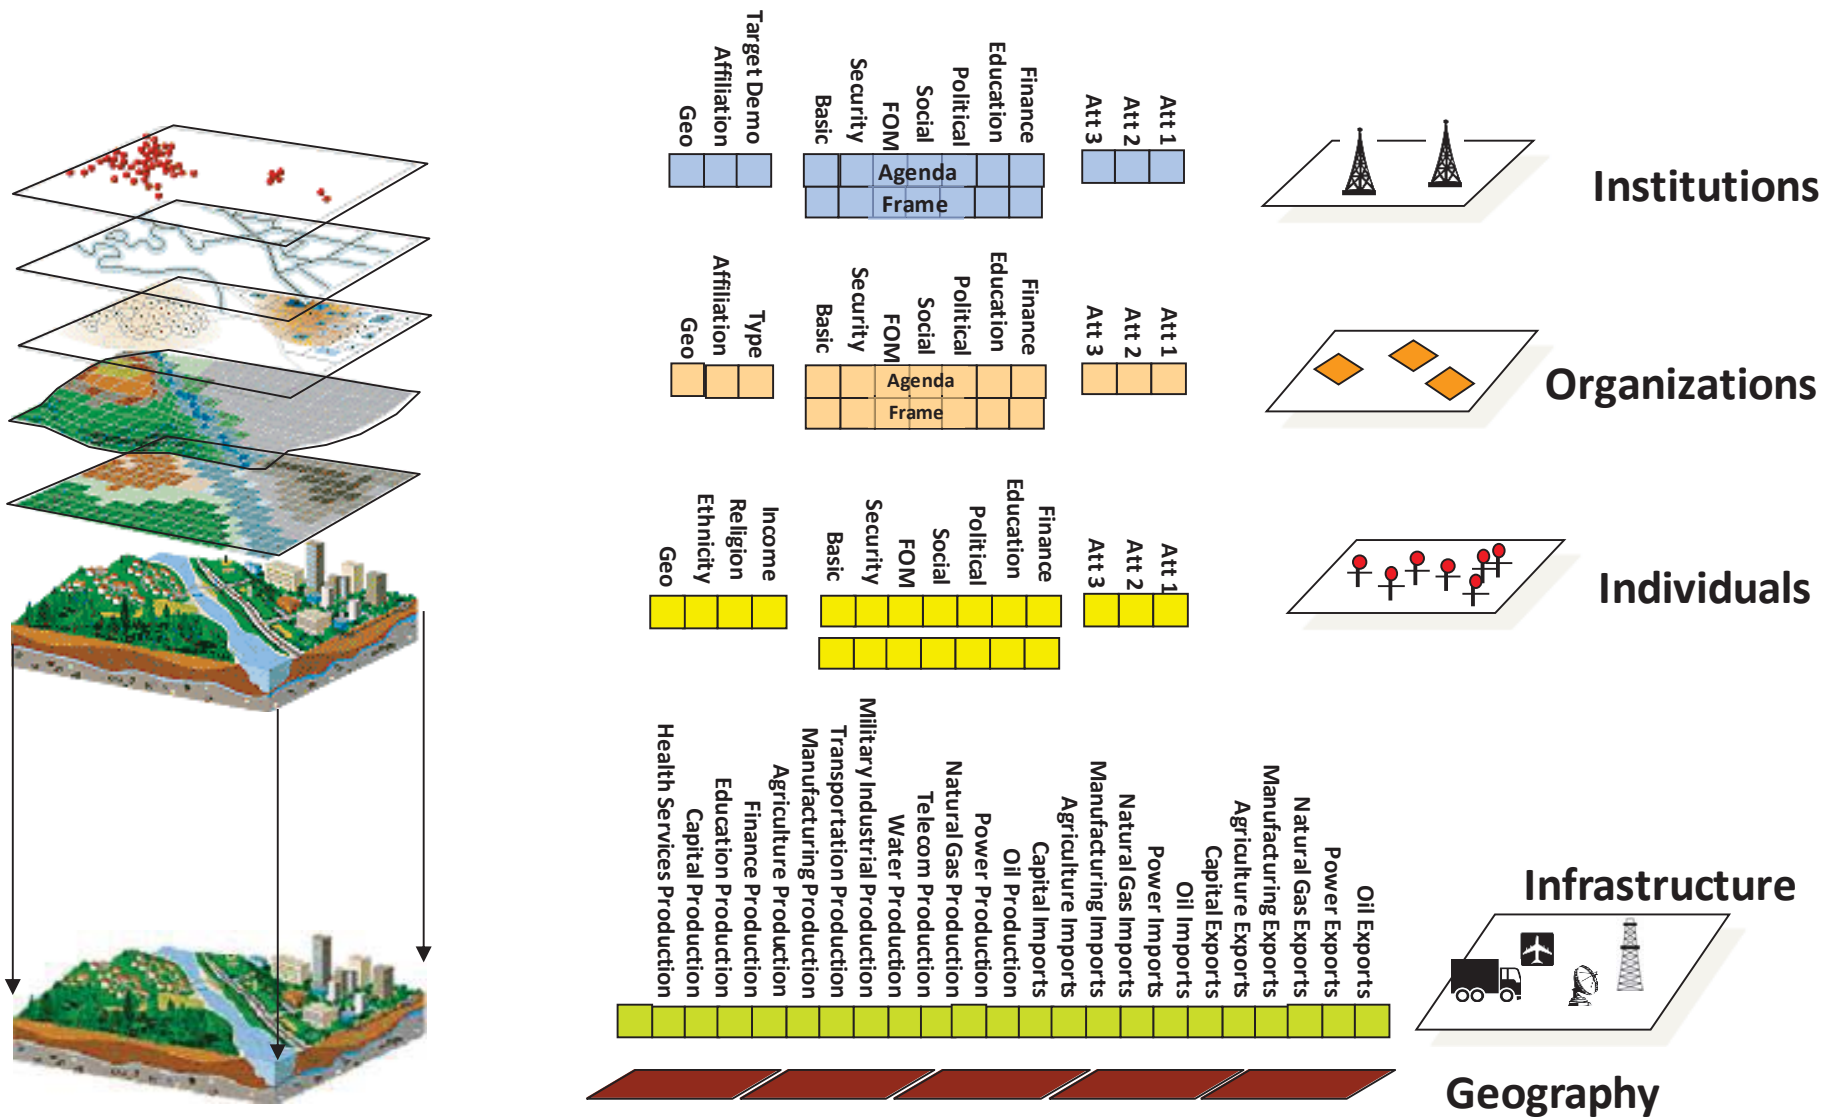 Geo
Affiliation
Target Demo
Basic
Security
FOM
Social
Political
Education
Finance
Att 3
Att 2
Att 1
Agenda
Frame
Institutions
Geo
Affiliation
Type
Basic
Security
FOM
Social
Political
Education
Finance
Att 3
Att 2
Att 1
Agenda
Frame
Organizations
Geo
Ethnicity
Religion
Income
Basic
Security
FOM
Social
Political
Education
Finance
Att 3
Att 2
Att 1
Individuals
Health Services Production
Capital Production
Education Production
Finance Production
Agriculture Production
Manufacturing Production
Transportation Production
Military Industrial Production
Water Production
Telecom Production
Natural Gas Production
Power Production
Oil Production
Capital Imports
Agriculture Imports
Manufacturing Imports
Natural Gas Imports
Power Imports
Oil Imports
Capital Exports
Agriculture Exports
Manufacturing Exports
Natural Gas Exports
Power Exports
Oil Exports
Infrastructure
Geography